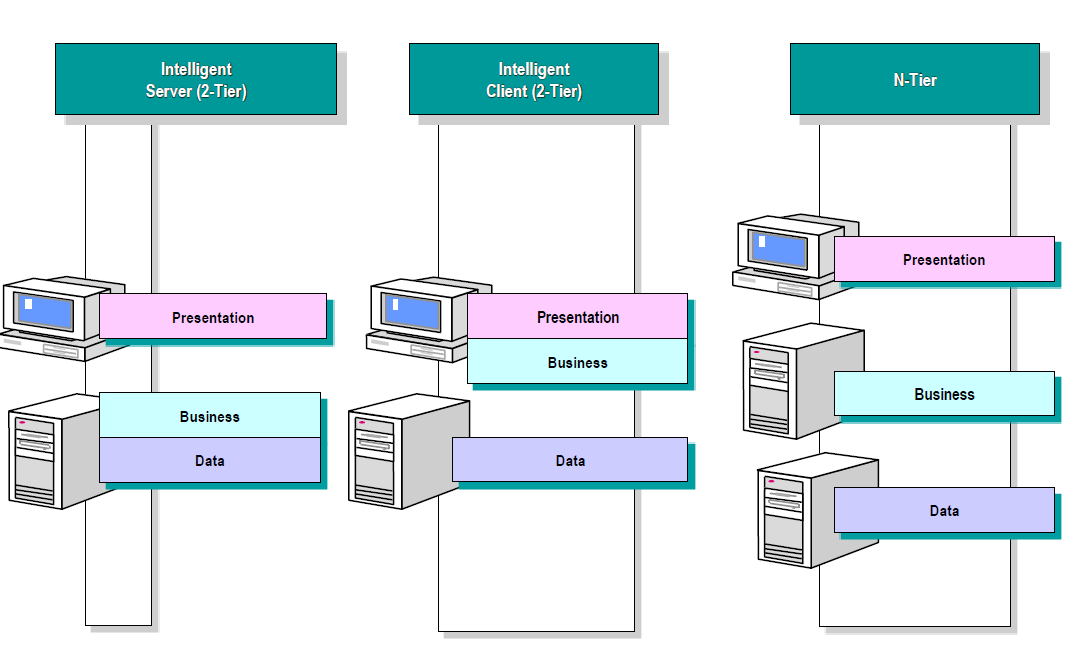 Intelligent
Server (2-Tier)
Presentation
Business
Data
Intelligent
Client (2-Tier)
Presentation
Business
Data
N-Tier
Presentation
Business
Data